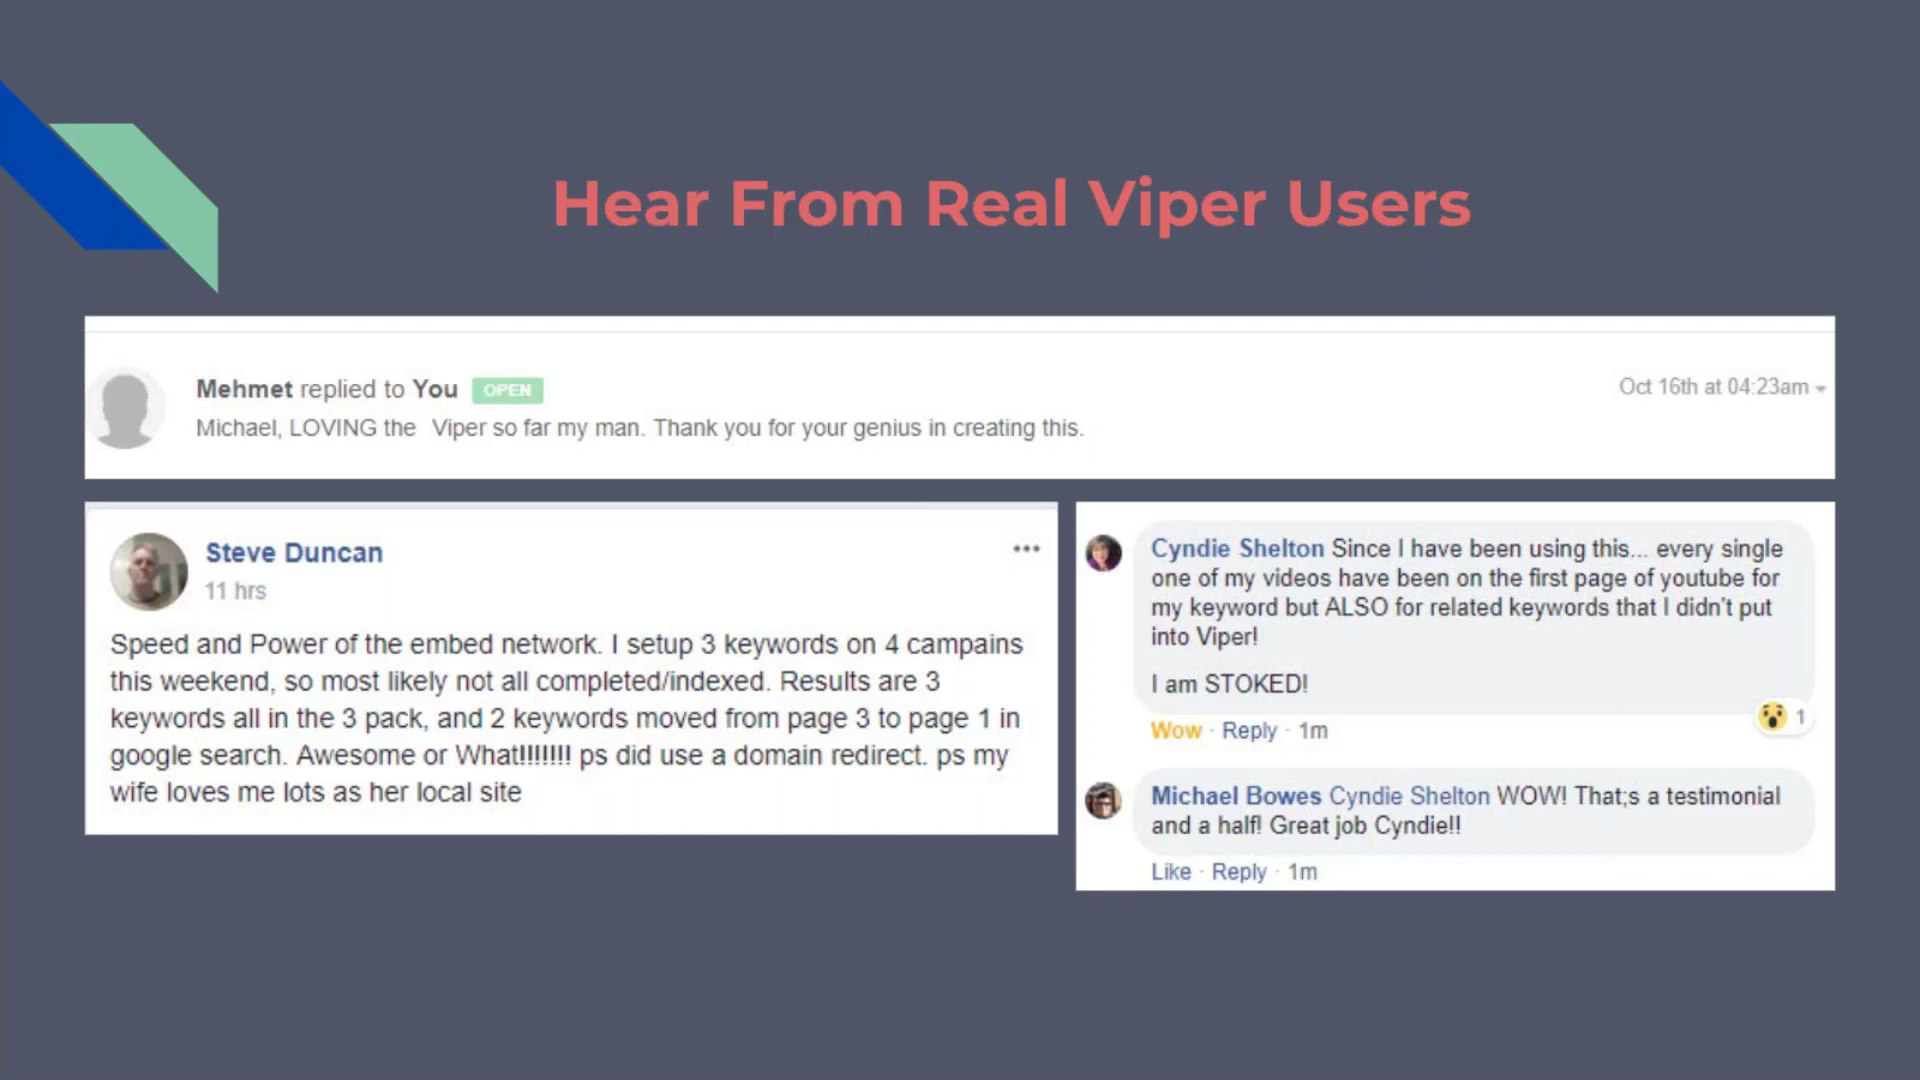 Hear From Real Viper Users
Mehmet replied to You OPEN
Oct 16th at 04:23am
Michael, LOVING the Viper so far my man. Thank you for your genius in creating this.
Steve Duncan
11 hrs
Speed and Power of the embed network. I setup 3 keywords on 4 campains
this weekend, so most likely not all completed/indexed. Results are 3
keywords all in the 3 pack, and 2 keywords moved from page 3 to page 1 in
google search. Awesome or What!!!!!!! ps did use a domain redirect. ps my
wife loves me lots as her local site
Cyndie Shelton Since I have been using this... every single
one of my videos have been on the first page of youtube for
my keyword but ALSO for related keywords that I didn't put
into Viper!
I am STOKED!
1
Wow · Reply · 1m
Michael Bowes Cyndie Shelton WOW! That;s a testimonial
and a half! Great job Cyndie!!
Like · Reply · 1m